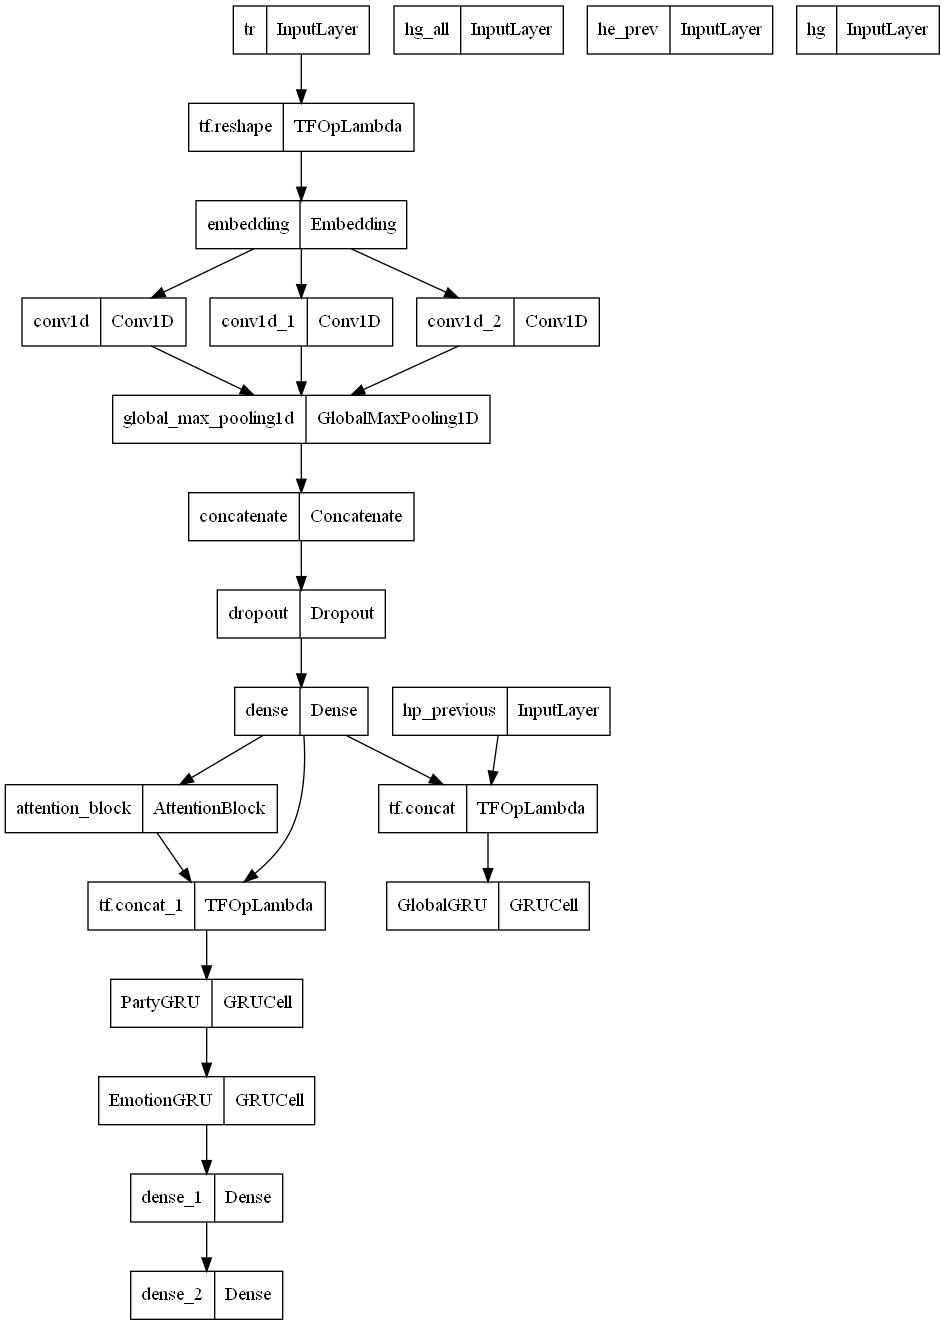 tr InputLayer
hg_all InputLayer
he_prev InputLayer
hg InputLayer
tf.reshape TFOpLambda
embedding Embedding
conv1d Conv1D
conv1d_1 Conv1D
conv1d_2 Conv1D
global_max_pooling1d GlobalMaxPooling1D
concatenate Concatenate
dropout Dropout
dense Dense
hp_previous InputLayer
attention_block AttentionBlock
tf.concat TFOpLambda
tf.concat_1 TFOpLambda
GlobalGRU GRUCell
PartyGRU GRUCell
EmotionGRU GRUCell
dense_1 Dense
dense_2 Dense